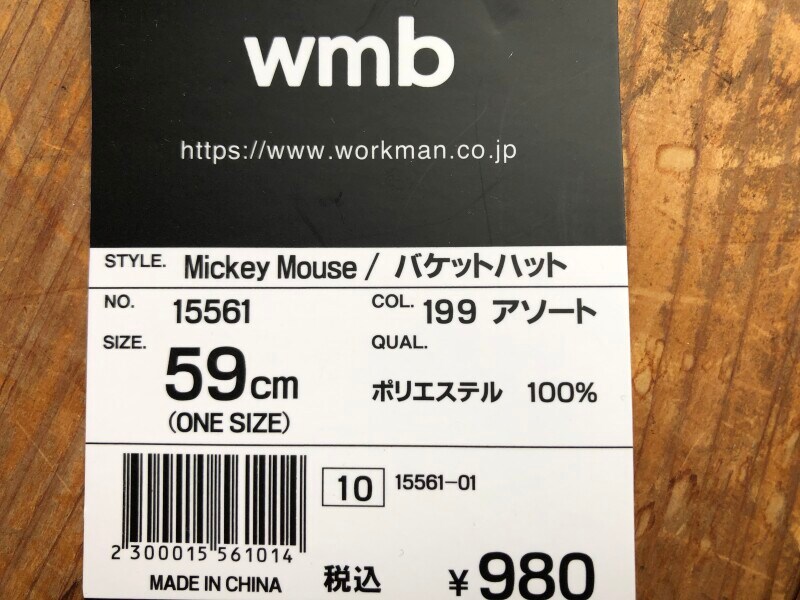 wmb
https://www.workman.co.jp
STYLE. Mickey Mouse / バケットハット
NO. 15561 COL. 199 アソート
SIZE. 59cm QUAL.
(ONE SIZE) ポリエステル 100%
10 15561-01
2 300015 561014
MADE IN CHINA 税込 ¥980